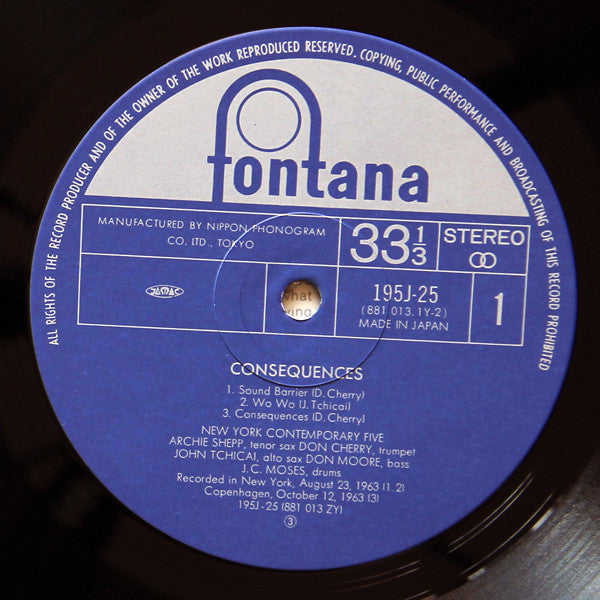 ALL RIGHTS OF THE RECORD PRODUCER AND OF THE OWNER OF THE WORK REPRODUCED RESERVED. COPYING, PUBLIC PERFORMANCE AND BROADCASTING OF THIS RECORD PROHIBITED
fontana
MANUFACTURED BY NIPPON PHONOGRAM
CO. LTD., TOKYO
33 1/3
STEREO
JASRAC
what
ing
195J-25
(881 013 1Y-2)
MADE IN JAPAN
1
CONSEQUENCES
1. Sound Barrier (D. Cherry)
2. Wo Wo (J. Tchicai)
3. Consequences (D. Cherry)
NEW YORK CONTEMPORARY FIVE
ARCHIE SHEPP, tenor sax DON CHERRY, trumpet
JOHN TCHICAI, alto sax DON MOORE, bass
J.C. MOSES, drums
Recorded in New York, August 23, 1963 (1. 2)
Copenhagen, October 12, 1963 (3)
195J-25 (881 013 ZY)
③